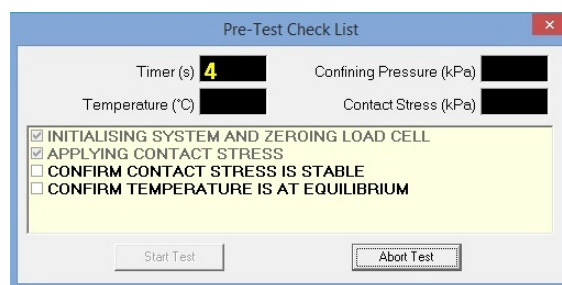 Pre-Test Check List
Timer (s) 4 Confining Pressure (kPa)
Temperature (°C) Contact Stress (kPa)
INITIALISING SYSTEM AND ZEROING LOAD CELL
APPLYING CONTACT STRESS
CONFIRM CONTACT STRESS IS STABLE
CONFIRM TEMPERATURE IS AT EQUILIBRIUM
Start Test Abort Test